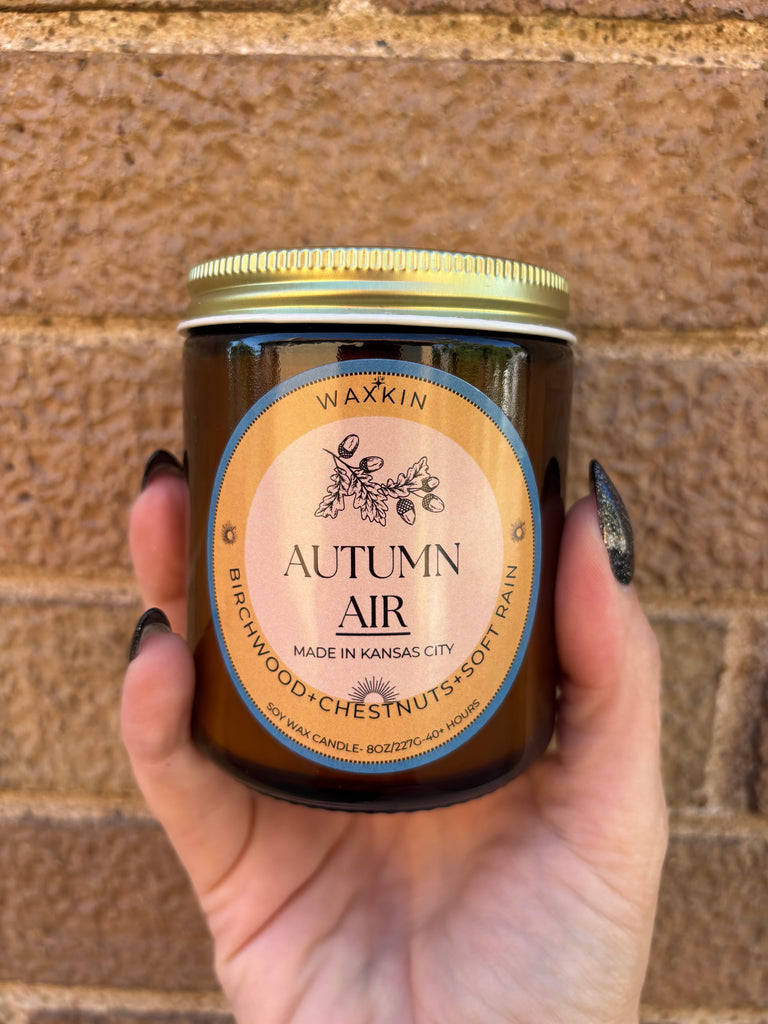 WAXKIN
AUTUMN
AIR
MADE IN KANSAS CITY
BIRCHWOOD+CHESTNUTS+SOFT RAIN
SOY WAX CANDLE- 8OZ/227G-40+ HOURS